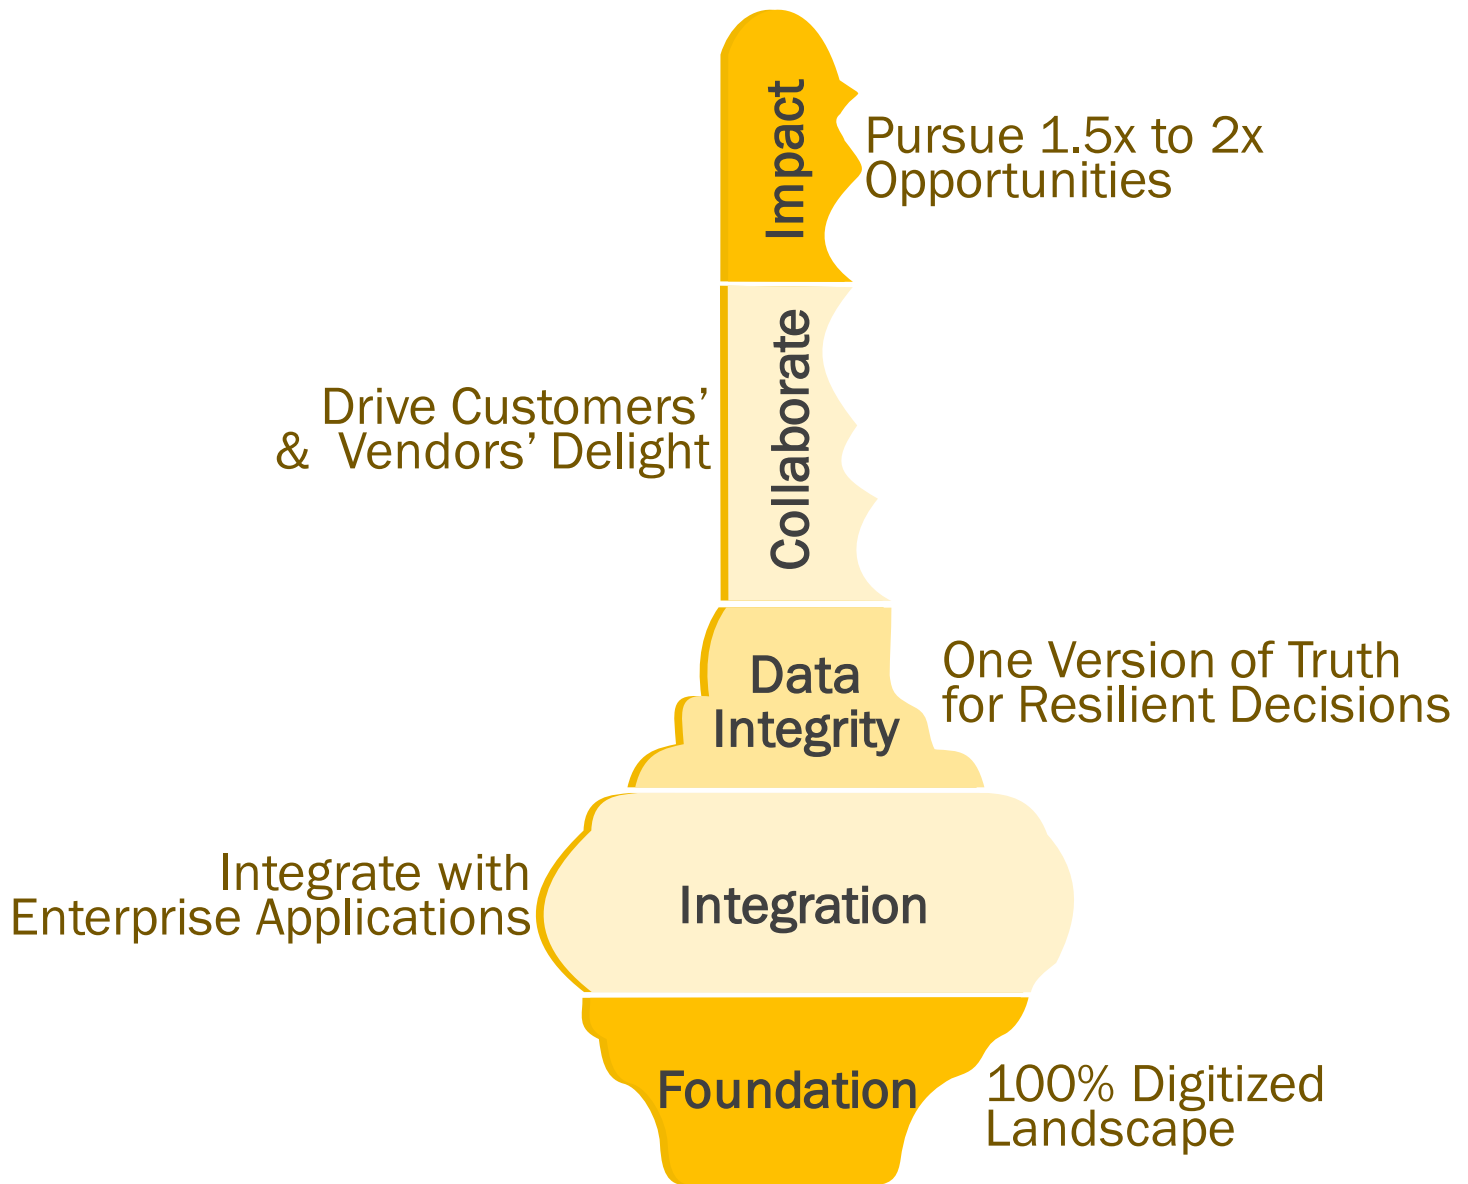 Impact
Pursue 1.5x to 2x
Opportunities
Collaborate
Drive Customers’
& Vendors’ Delight
Data
Integrity
One Version of Truth
for Resilient Decisions
Integrate with
Enterprise Applications
Integration
Foundation
100% Digitized
Landscape